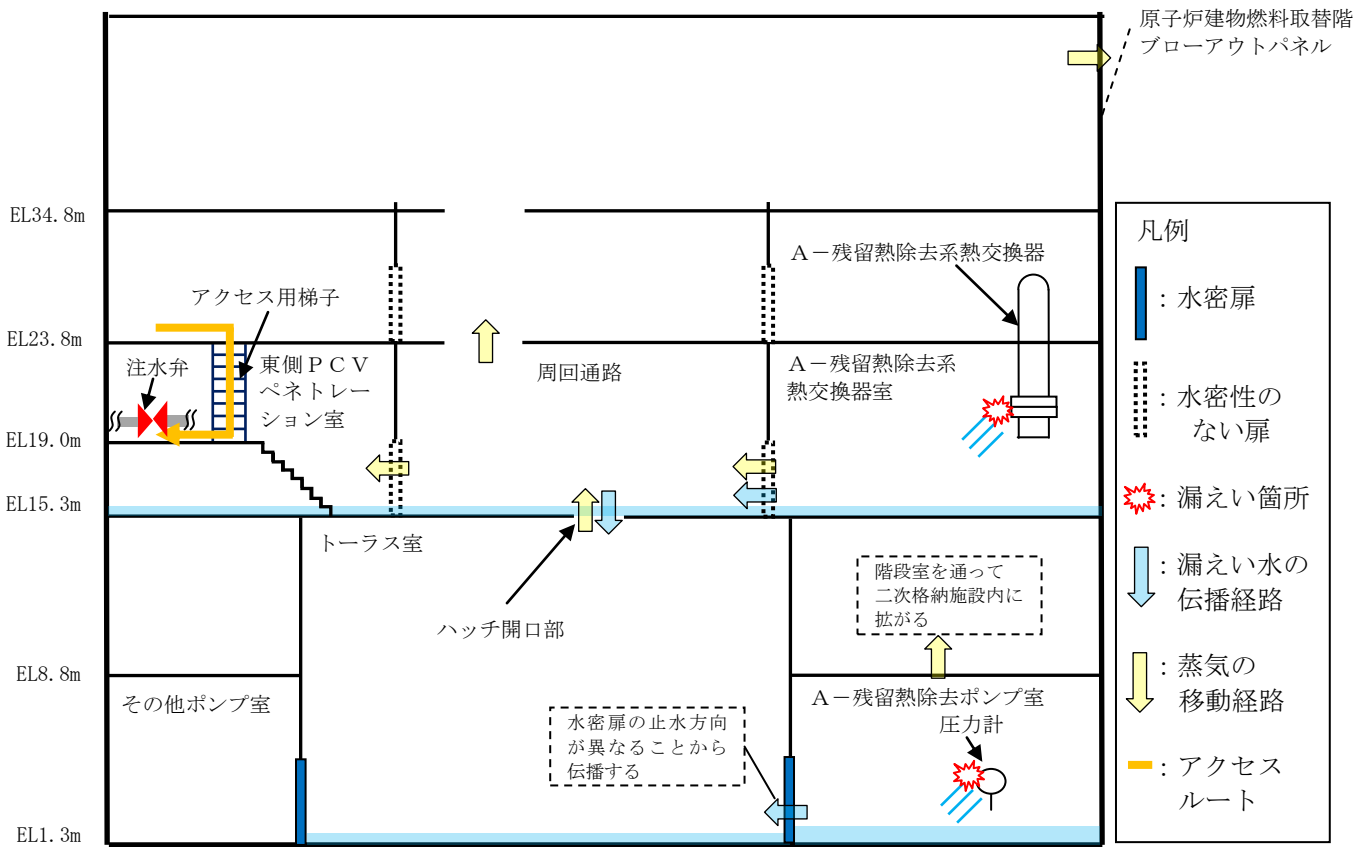 原子炉建物燃料取替階
ブローアウトパネル
EL34.8m
EL23.8m
EL19.0m
EL15.3m
EL8.8m
EL1.3m
A－残留熱除去系熱交換器
アクセス用梯子
注水弁
東側PCV
ペネトレー
ション室
周回通路
A－残留熱除去系
熱交換器室
トーラス室
ハッチ開口部
階段室を通って
二次格納施設内に
拡がる
その他ポンプ室
A－残留熱除去ポンプ室
圧力計
水密扉の止水方向
が異なることから
伝播する
凡例
：水密扉
：水密性の
ない扉
：漏えい箇所
：漏えい水の
伝播経路
：蒸気の
移動経路
：アクセス
ルート